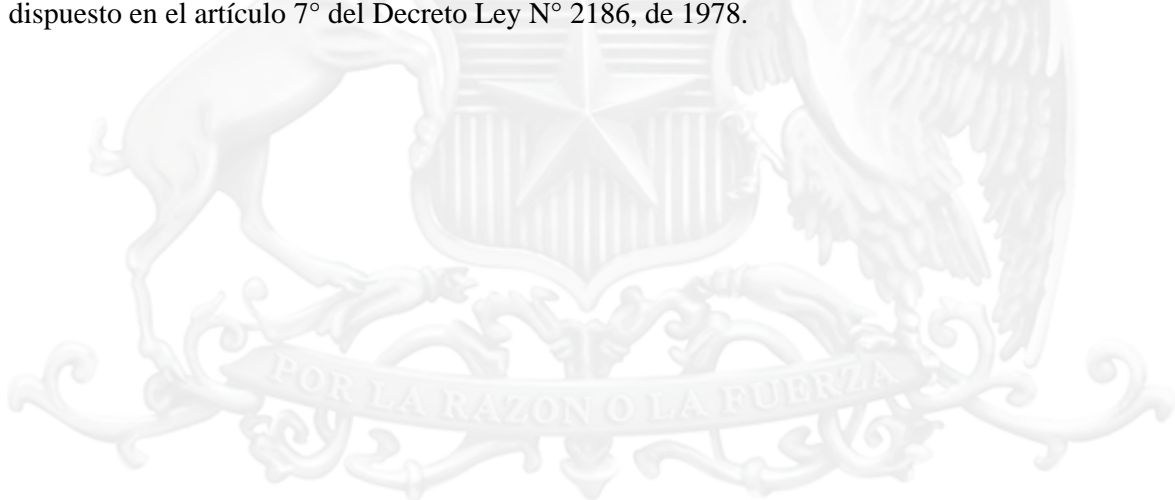 dispuesto en el artículo 7° del Decreto Ley N° 2186, de 1978.
POR LA RAZON O LA FUERZA